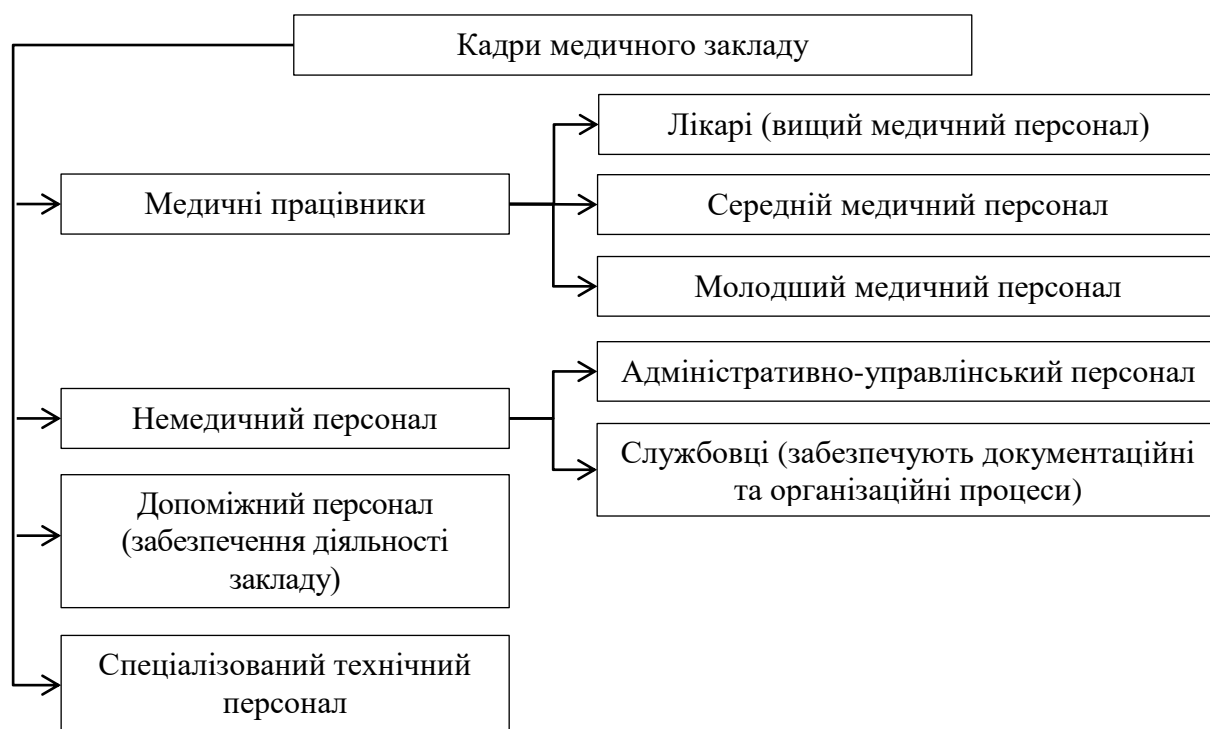 Кадри медичного закладу
Лікарі (вищий медичний персонал)
Медичні працівники
Середній медичний персонал
Молодший медичний персонал
Адміністративно-управлінський персонал
Немедичний персонал
Службовці (забезпечують документаційні
та організаційні процеси)
Допоміжний персонал
(забезпечення діяльності
закладу)
Спеціалізований технічний
персонал